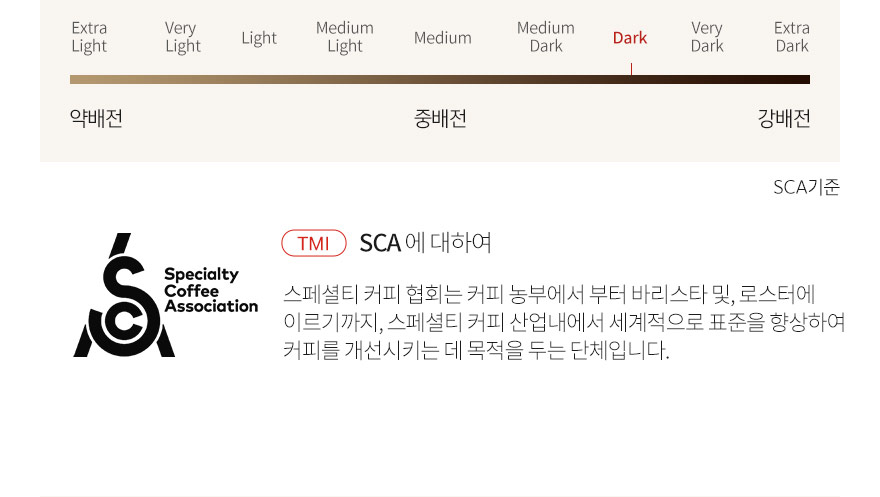 Extra Light
Very Light
Light
Medium Light
Medium
Medium Dark
Dark
Very Dark
Extra Dark
약배전
중배전
강배전
SCA기준
Specialty
Coffee
Association
TMI SCA 에 대하여
스페셜티 커피 협회는 커피 농부에서 부터 바리스타 및, 로스터에
이르기까지, 스페셜티 커피 산업내에서 세계적으로 표준을 향상하여
커피를 개선시키는 데 목적을 두는 단체입니다.